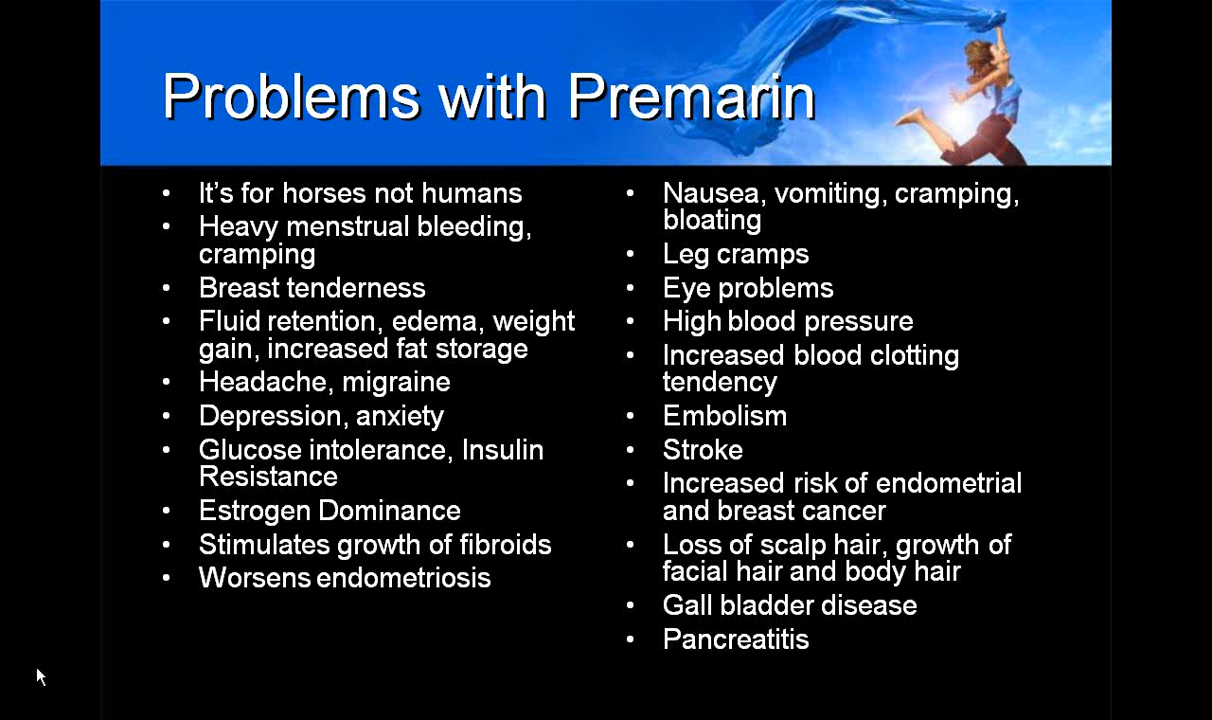 Problems with Premarin
• It's for horses not humans
• Heavy menstrual bleeding,
cramping
• Breast tenderness
• Fluid retention, edema, weight
gain, increased fat storage
• Headache, migraine
• Depression, anxiety
• Glucose intolerance, Insulin
Resistance
• Estrogen Dominance
• Stimulates growth of fibroids
• Worsens endometriosis
• Nausea, vomiting, cramping,
bloating
• Leg cramps
• Eye problems
• High blood pressure
• Increased blood clotting
tendency
• Embolism
• Stroke
• Increased risk of endometrial
and breast cancer
• Loss of scalp hair, growth of
facial hair and body hair
• Gall bladder disease
• Pancreatitis